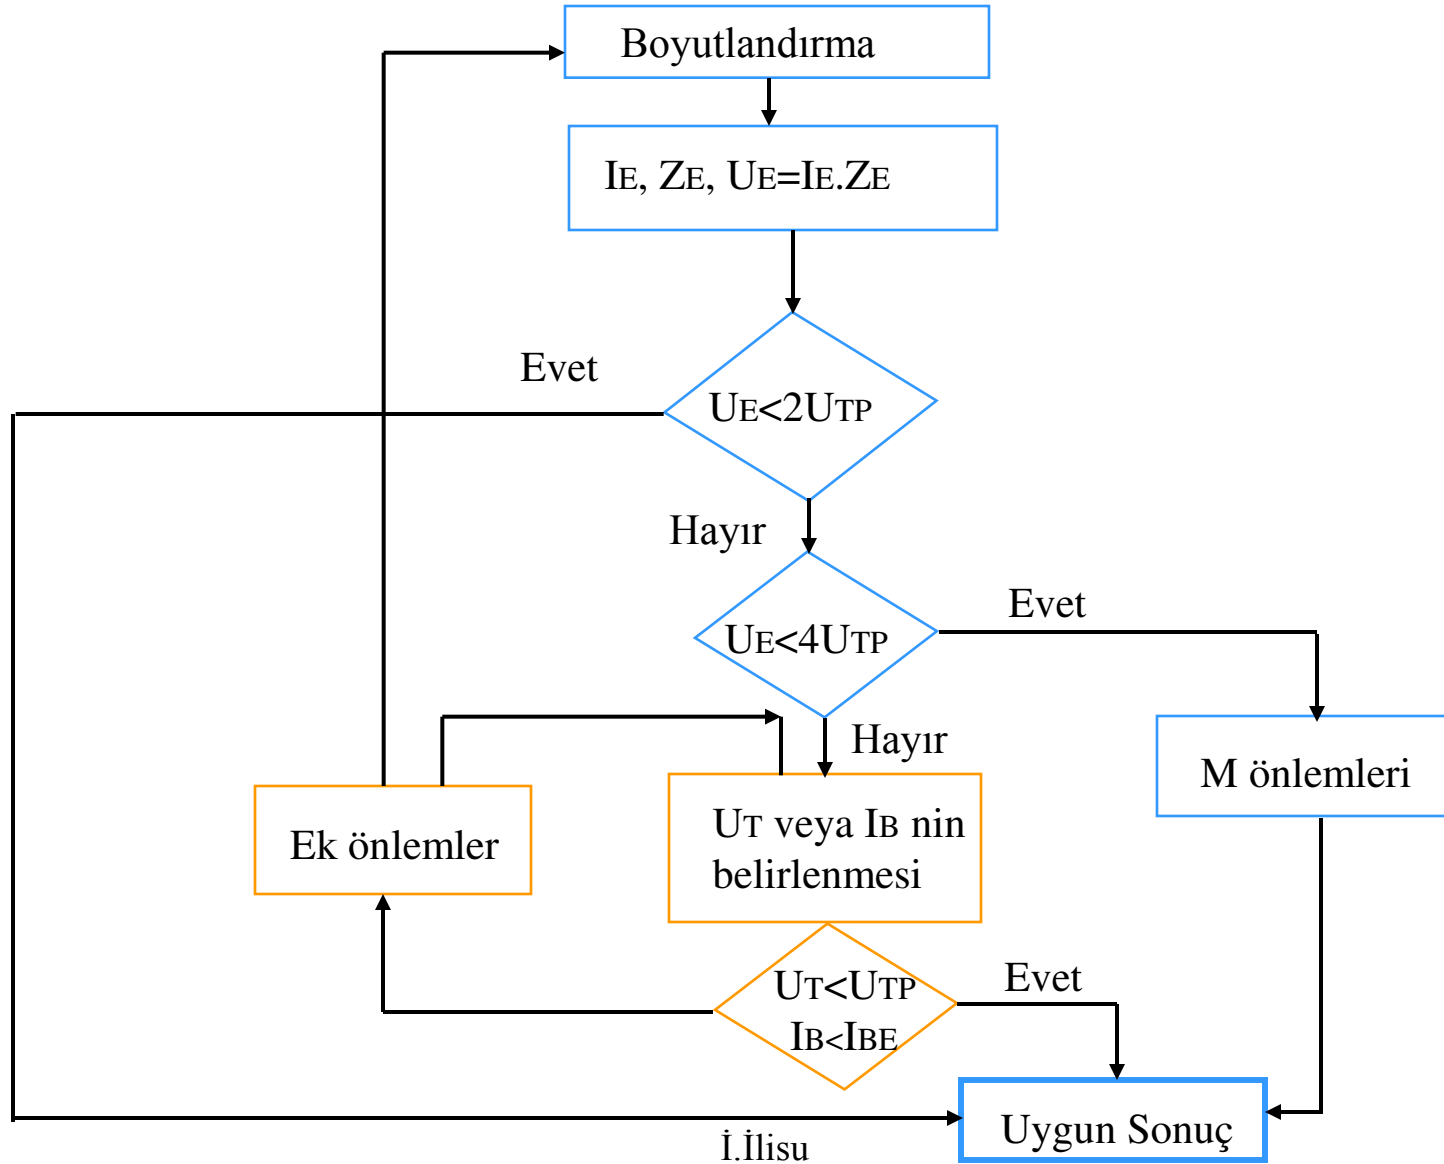 Boyutlandırma
IE, ZE, UE=IE.ZE
Evet
UE<2UTP
Hayır
Evet
UE<4UTP
Hayır
M önlemleri
Ek önlemler
UT veya IB nin
belirlenmesi
UT<UTP
IB<IBE
Evet
Uygun Sonuç
İ.İlisu